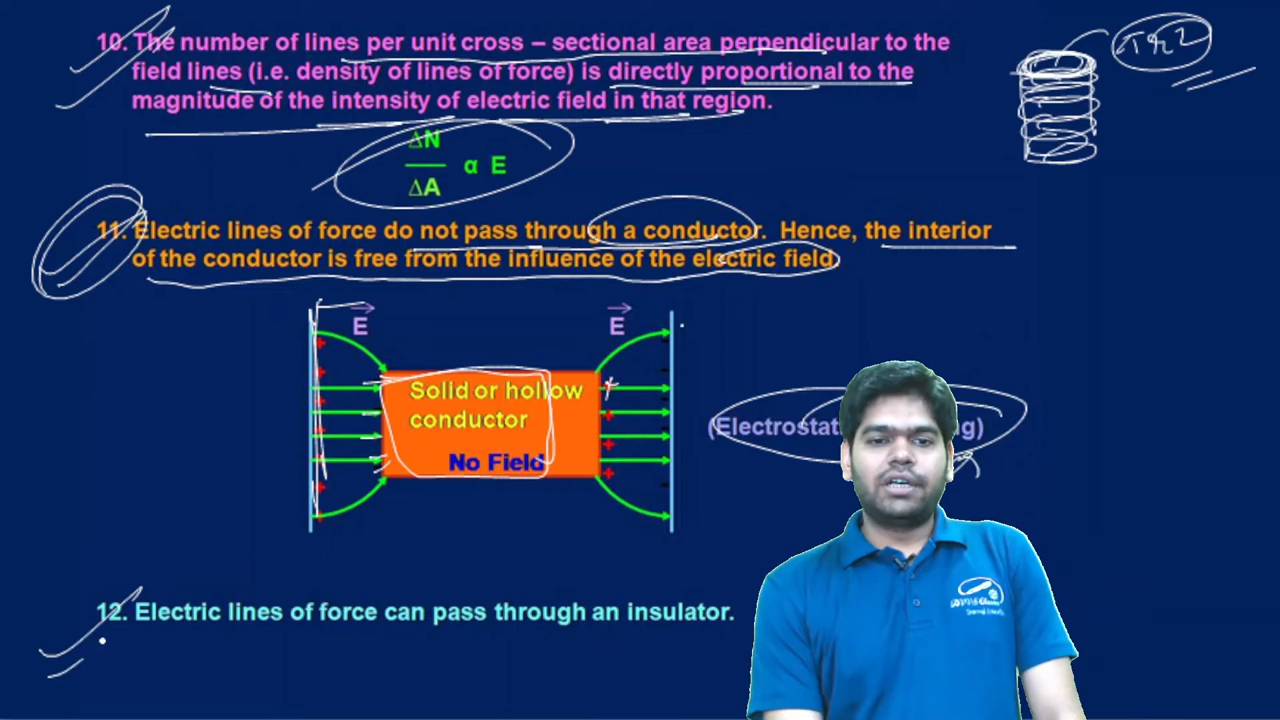 10. The number of lines per unit cross – sectional area perpendicular to the
field lines (i.e. density of lines of force) is directly proportional to the
magnitude of the intensity of electric field in that region.
πr2
ΔN
ΔA
α E
11. Electric lines of force do not pass through a conductor. Hence, the interior
of the conductor is free from the influence of the electric field.
E
E
Solid or hollow
conductor
No Field
12. Electric lines of force can pass through an insulator.